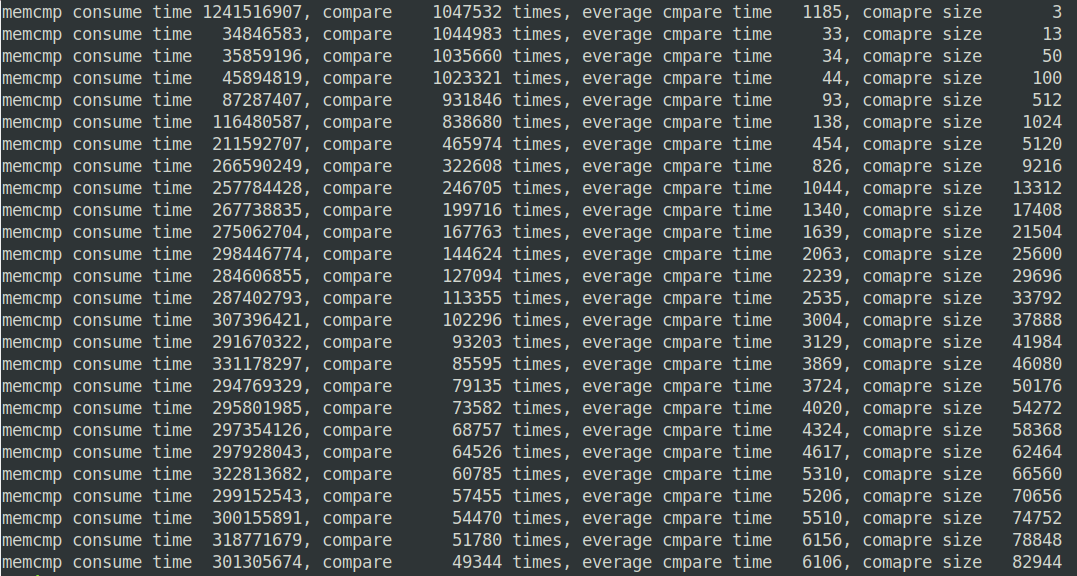 memcmp consume time 1241516907, compare    1047532 times, everage cmpare time   1185, comapre size       3
memcmp consume time   34846583, compare    1044983 times, everage cmpare time     33, comapre size      13
memcmp consume time   35859196, compare    1035660 times, everage cmpare time     34, comapre size      50
memcmp consume time   45894819, compare    1023321 times, everage cmpare time     44, comapre size     100
memcmp consume time   87287407, compare     931846 times, everage cmpare time     93, comapre size     512
memcmp consume time  116480587, compare     838680 times, everage cmpare time    138, comapre size    1024
memcmp consume time  211592707, compare     465974 times, everage cmpare time    454, comapre size    5120
memcmp consume time  266590249, compare     322608 times, everage cmpare time    826, comapre size    9216
memcmp consume time  257784428, compare     246705 times, everage cmpare time   1044, comapre size   13312
memcmp consume time  267738835, compare     199716 times, everage cmpare time   1340, comapre size   17408
memcmp consume time  275062704, compare     167763 times, everage cmpare time   1639, comapre size   21504
memcmp consume time  298446774, compare     144624 times, everage cmpare time   2063, comapre size   25600
memcmp consume time  284606855, compare     127094 times, everage cmpare time   2239, comapre size   29696
memcmp consume time  287402793, compare     113355 times, everage cmpare time   2535, comapre size   33792
memcmp consume time  307396421, compare     102296 times, everage cmpare time   3004, comapre size   37888
memcmp consume time  291670322, compare      93203 times, everage cmpare time   3129, comapre size   41984
memcmp consume time  331178297, compare      85595 times, everage cmpare time   3869, comapre size   46080
memcmp consume time  294769329, compare      79135 times, everage cmpare time   3724, comapre size   50176
memcmp consume time  295801985, compare      73582 times, everage cmpare time   4020, comapre size   54272
memcmp consume time  297354126, compare      68757 times, everage cmpare time   4324, comapre size   58368
memcmp consume time  297928043, compare      64526 times, everage cmpare time   4617, comapre size   62464
memcmp consume time  322813682, compare      60785 times, everage cmpare time   5310, comapre size   66560
memcmp consume time  299152543, compare      57455 times, everage cmpare time   5206, comapre size   70656
memcmp consume time  300155891, compare      54470 times, everage cmpare time   5510, comapre size   74752
memcmp consume time  318771679, compare      51780 times, everage cmpare time   6156, comapre size   78848
memcmp consume time  301305674, compare      49344 times, everage cmpare time   6106, comapre size   82944